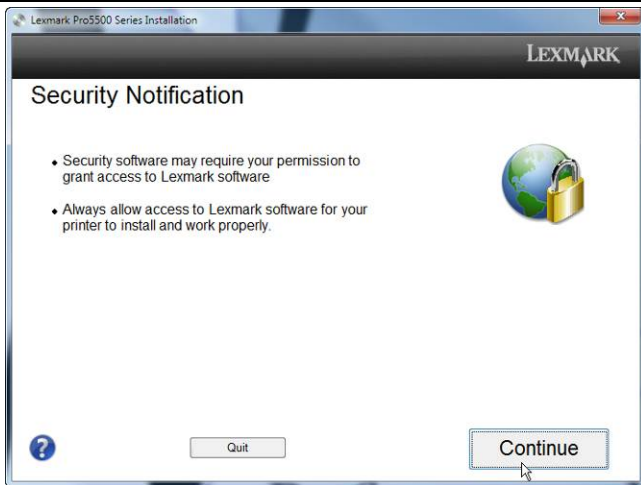 Lexmark Pro5500 Series Installation
LEXMARK
Security Notification
• Security software may require your permission to
grant access to Lexmark software
• Always allow access to Lexmark software for your
printer to install and work properly.
?
Quit
Continue